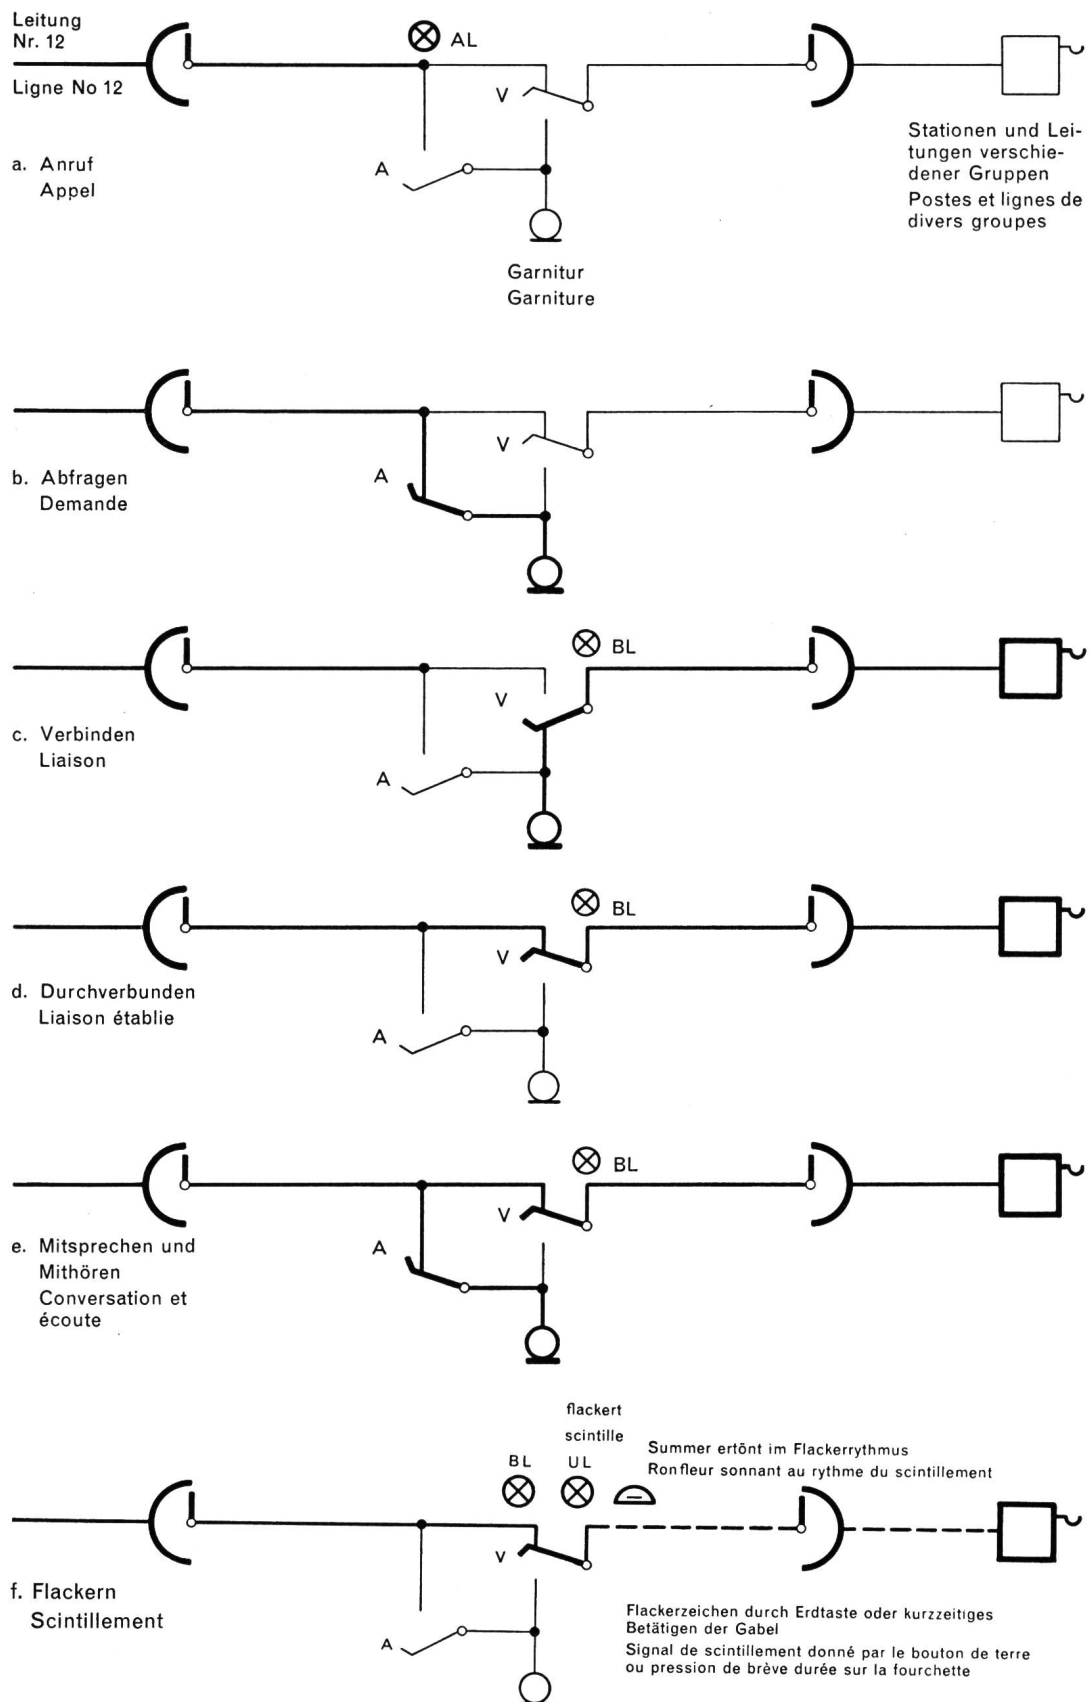 Leitung
Nr. 12
Ligne No 12
AL
V
A
a. Anruf
Appel
Stationen und Lei-
tungen verschie-
dener Gruppen
Postes et lignes de
divers groupes
Garnitur
Garniture
V
A
b. Abfragen
Demande
BL
V
c. Verbinden
Liaison
A
BL
V
d. Durchverbunden
Liaison établie
A
BL
V
A
e. Mitsprechen und
Mithören
Conversation et
écoute
flackert
scintille
BL
UL
Summer ertönt im Flackerrythmus
Ronfleur sonnant au rythme du scintillement
V
f. Flackern
Scintillement
A
Flackerzeichen durch Erdtaste oder kurzzeitiges
Betätigen der Gabel
Signal de scintillement donné par le bouton de terre
ou pression de brève durée sur la fourchette